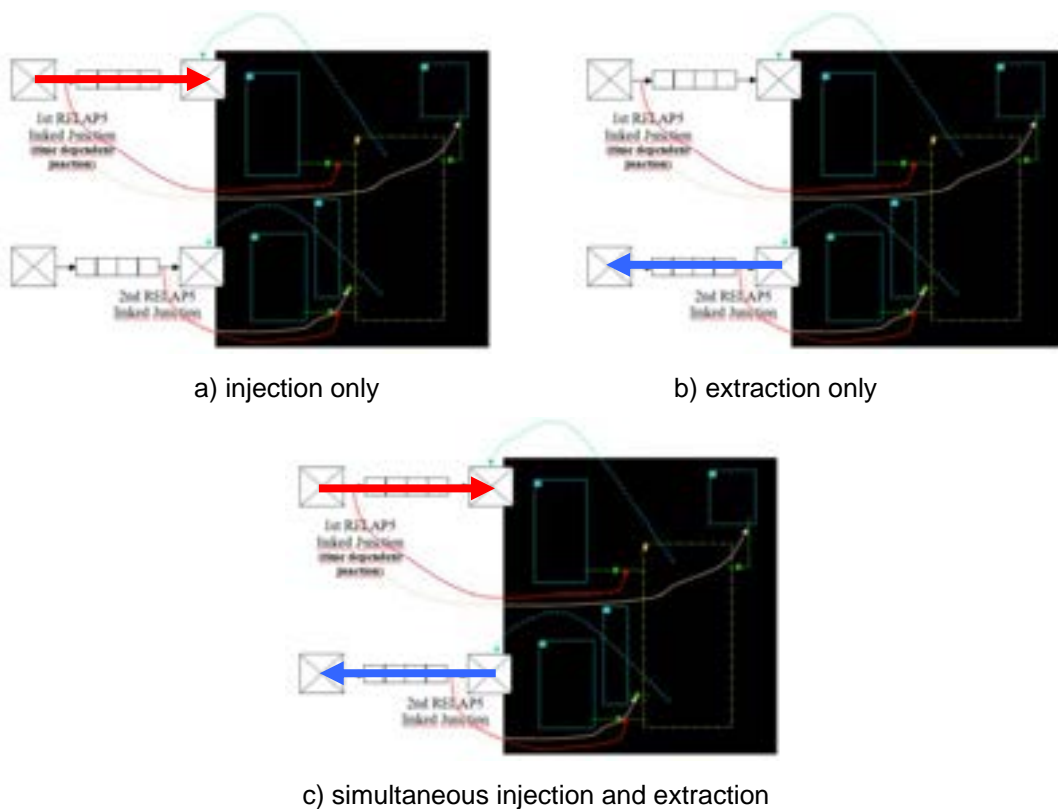 1st RELAP5
linked Junction
(time dependent
junction)
2nd RELAP5
linked Junction
a) injection only
1st RELAP5
linked Junction
(time dependent
junction)
2nd RELAP5
linked Junction
b) extraction only
1st RELAP5
linked Junction
(time dependent
junction)
2nd RELAP5
linked Junction
c) simultaneous injection and extraction